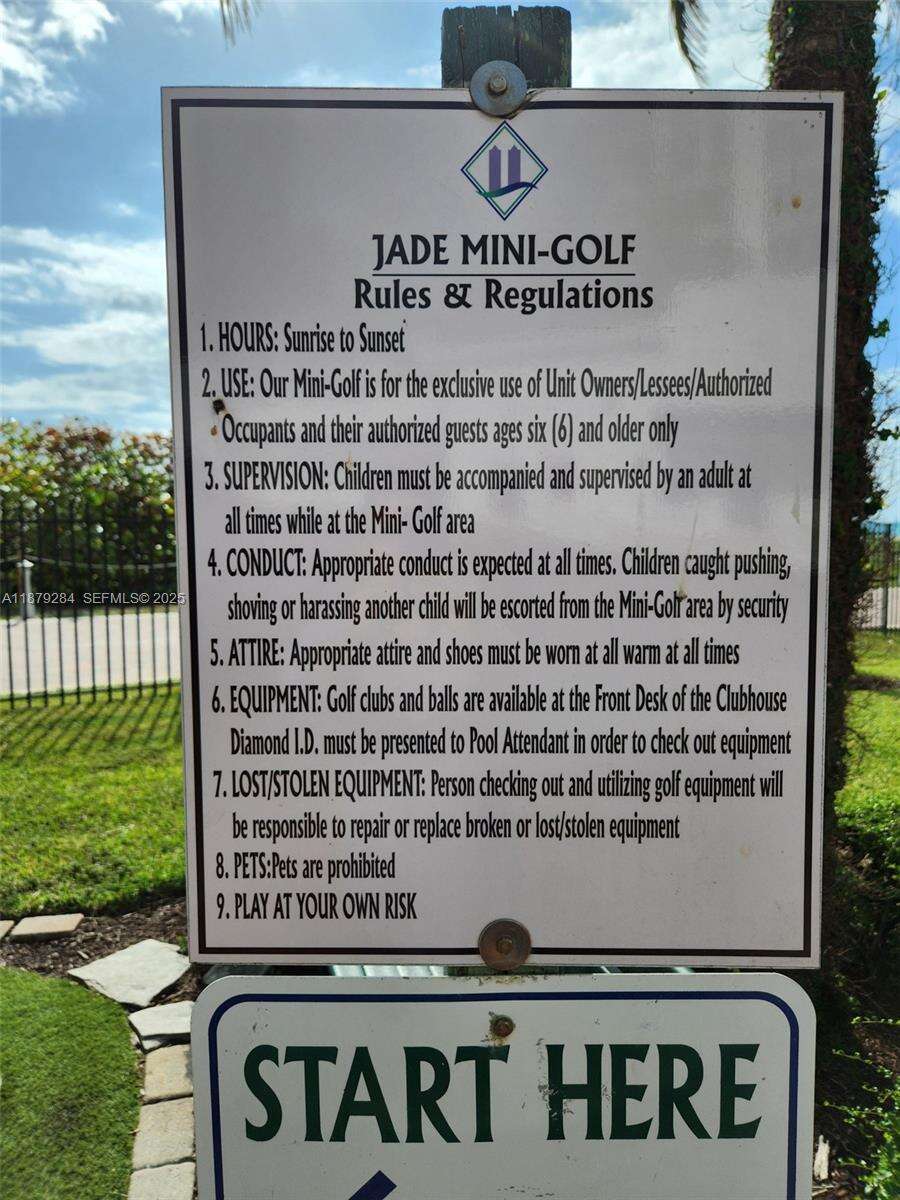 JADE MINI-GOLF
Rules & Regulations
1. HOURS: Sunrise to Sunset
2. USE: Our Mini-Golf is for the exclusive use of Unit Owners/Lessees/Authorized
Occupants and their authorized guests ages six (6) and older only
3. SUPERVISION: Children must be accompanied and supervised by an adult at
all times while at the Mini- Golf area
4. CONDUCT: Appropriate conduct is expected at all times. Children caught pushing,
shoving or harassing another child will be escorted from the Mini-Golf area by security
5. ATTIRE: Appropriate attire and shoes must be worn at all warm at all times
6. EQUIPMENT: Golf clubs and balls are available at the Front Desk of the Clubhouse
Diamond I.D. must be presented to Pool Attendant in order to check out equipment
7. LOST/STOLEN EQUIPMENT: Person checking out and utilizing golf equipment will
be responsible to repair or replace broken or lost/stolen equipment
8. PETS:Pets are prohibited
9. PLAY AT YOUR OWN RISK
START HERE
A11879284 SEFMLS© 2025